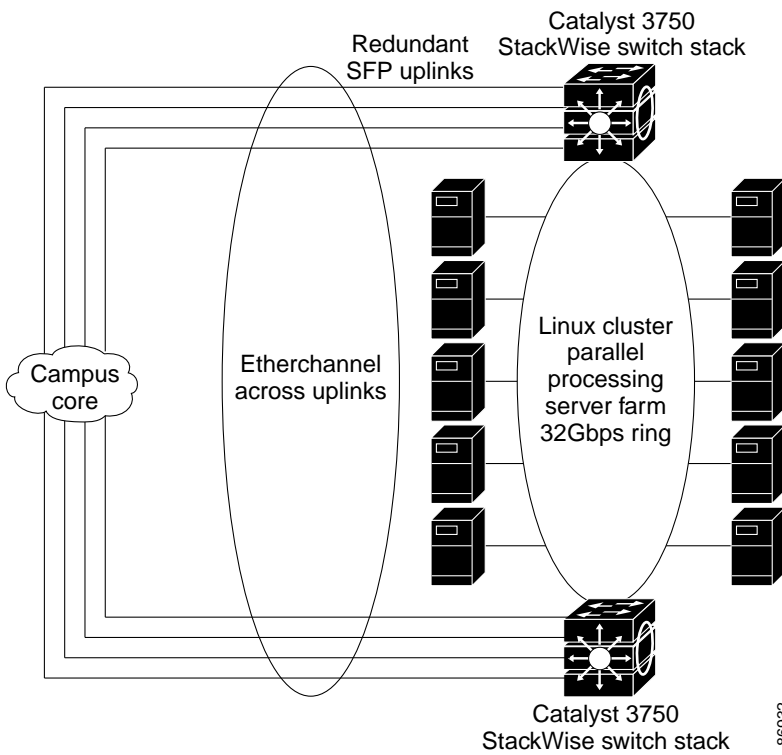 Catalyst 3750
StackWise switch stack
Redundant
SFP uplinks
Campus
core
Etherchannel
across uplinks
Linux cluster
parallel
processing
server farm
32Gbps ring
Catalyst 3750
StackWise switch stack
86932